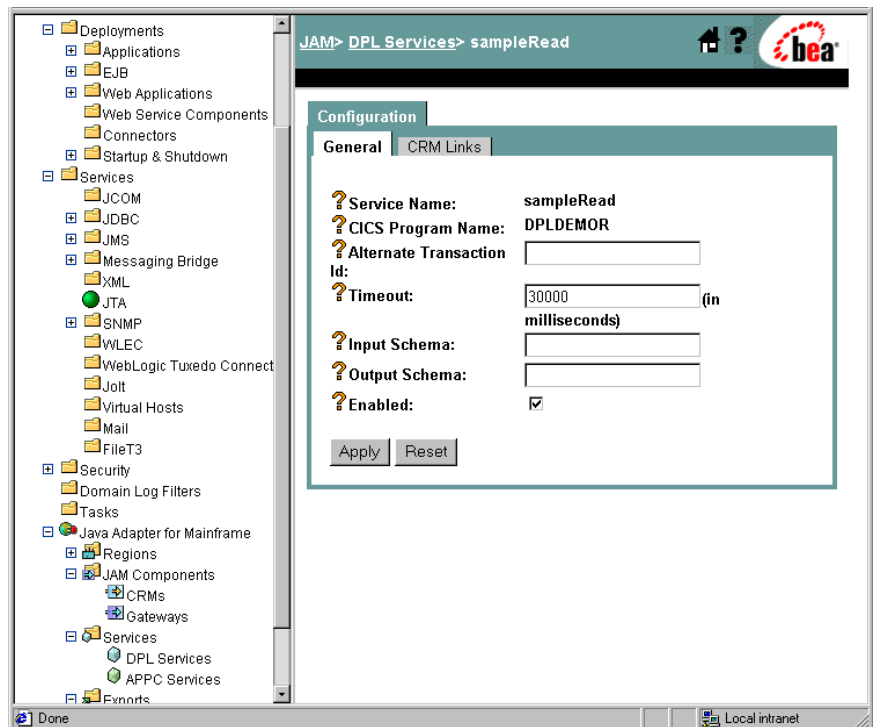 Deployments
Applications
EJB
Web Applications
Web Service Components
Connectors
Startup & Shutdown
Services
JCOM
JDBC
JMS
Messaging Bridge
XML
JTA
SNMP
WLEC
WebLogic Tuxedo Connect
Jolt
Virtual Hosts
Mail
FileT3
Security
Domain Log Filters
Tasks
Java Adapter for Mainframe
Regions
JAM Components
CRMs
Gateways
Services
DPL Services
APPC Services
Exports
JAM> DPL Services> sampleRead
?
bea
Configuration
General CRM Links
? Service Name: sampleRead
? CICS Program Name: DPLDEMOR
? Alternate Transaction
Id:
? Timeout: 30000 (in
milliseconds)
? Input Schema:
? Output Schema:
? Enabled:
Apply Reset
Done Local intranet